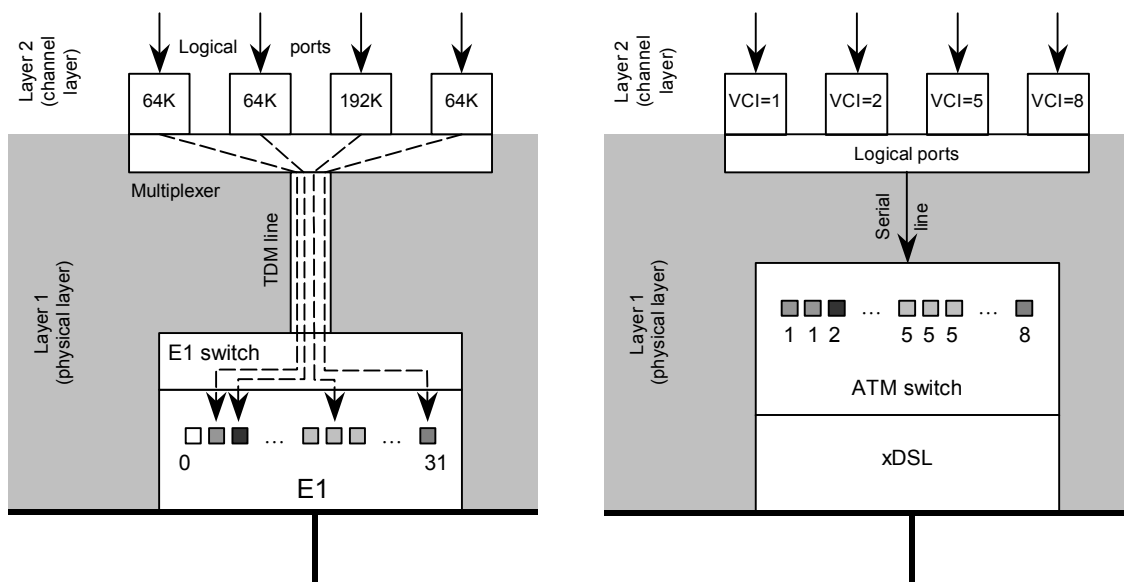 Layer 2
(channel
layer)
Logical ports
64K 64K 192K 64K
Multiplexer
TDM line
Layer 1
(physical layer)
E1 switch
... ...
0 31
E1
Layer 2
(channel
layer)
VCI=1 VCI=2 VCI=5 VCI=8
Logical ports
Serial
line
Layer 1
(physical layer)
... ...
1 1 2 5 5 5 8
ATM switch
xDSL